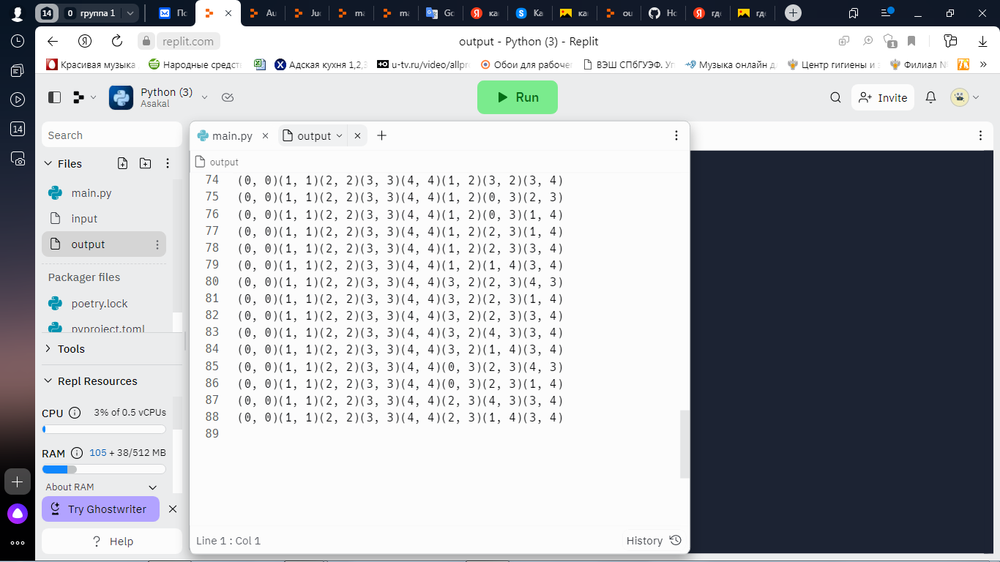 14 0 группа 1 По Au Juc ma ma Go ка Ка ка ou Но гд гд
replit.com output - Python (3) - Replit 1
Красивая музыка Народные средст Адская кухня 1,2,3 u-tv.ru/video/allpr Обои для рабочег ВЭШ СПбГУЭФ. Уп Музыка онлайн д Центр гигиены и э Филиал № »
Python (3)
Asakal
Run
Invite
14
Search
Files
main.py
input
output
Packager files
poetry.lock
pyproject.toml
Tools
Repl Resources
CPU 3% of 0.5 vCPUs
RAM 105 + 38/512 MB
About RAM
Try Ghostwriter
Help
main.py output
output
74 (0, 0)(1, 1)(2, 2)(3, 3)(4, 4)(1, 2)(3, 2)(3, 4)
75 (0, 0)(1, 1)(2, 2)(3, 3)(4, 4)(1, 2)(0, 3)(2, 3)
76 (0, 0)(1, 1)(2, 2)(3, 3)(4, 4)(1, 2)(0, 3)(1, 4)
77 (0, 0)(1, 1)(2, 2)(3, 3)(4, 4)(1, 2)(2, 3)(1, 4)
78 (0, 0)(1, 1)(2, 2)(3, 3)(4, 4)(1, 2)(2, 3)(3, 4)
79 (0, 0)(1, 1)(2, 2)(3, 3)(4, 4)(1, 2)(1, 4)(3, 4)
80 (0, 0)(1, 1)(2, 2)(3, 3)(4, 4)(3, 2)(2, 3)(4, 3)
81 (0, 0)(1, 1)(2, 2)(3, 3)(4, 4)(3, 2)(2, 3)(1, 4)
82 (0, 0)(1, 1)(2, 2)(3, 3)(4, 4)(3, 2)(2, 3)(3, 4)
83 (0, 0)(1, 1)(2, 2)(3, 3)(4, 4)(3, 2)(4, 3)(3, 4)
84 (0, 0)(1, 1)(2, 2)(3, 3)(4, 4)(3, 2)(1, 4)(3, 4)
85 (0, 0)(1, 1)(2, 2)(3, 3)(4, 4)(0, 3)(2, 3)(4, 3)
86 (0, 0)(1, 1)(2, 2)(3, 3)(4, 4)(0, 3)(2, 3)(1, 4)
87 (0, 0)(1, 1)(2, 2)(3, 3)(4, 4)(2, 3)(4, 3)(3, 4)
88 (0, 0)(1, 1)(2, 2)(3, 3)(4, 4)(2, 3)(1, 4)(3, 4)
89
Line 1 : Col 1
History